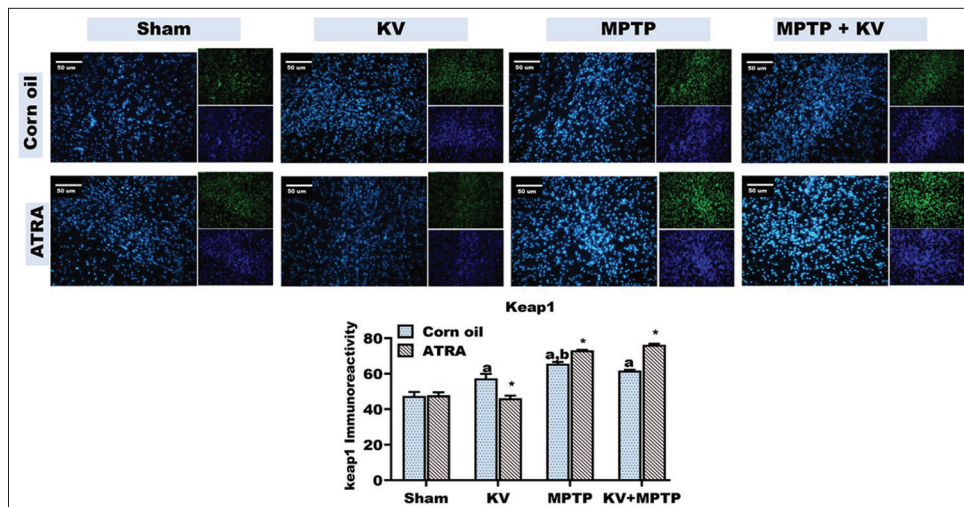 Sham KV MPTP MPTP + KV
Corn oil
50 um 50 um 50 um 50 um
ATRA
50 um 50 um 50 um 50 um
Keap1
keap1 Immunoreactivity
80
60
40
20
0
Corn oil
ATRA
a
*
a,b
*
a
*
Sham KV MPTP KV+MPTP